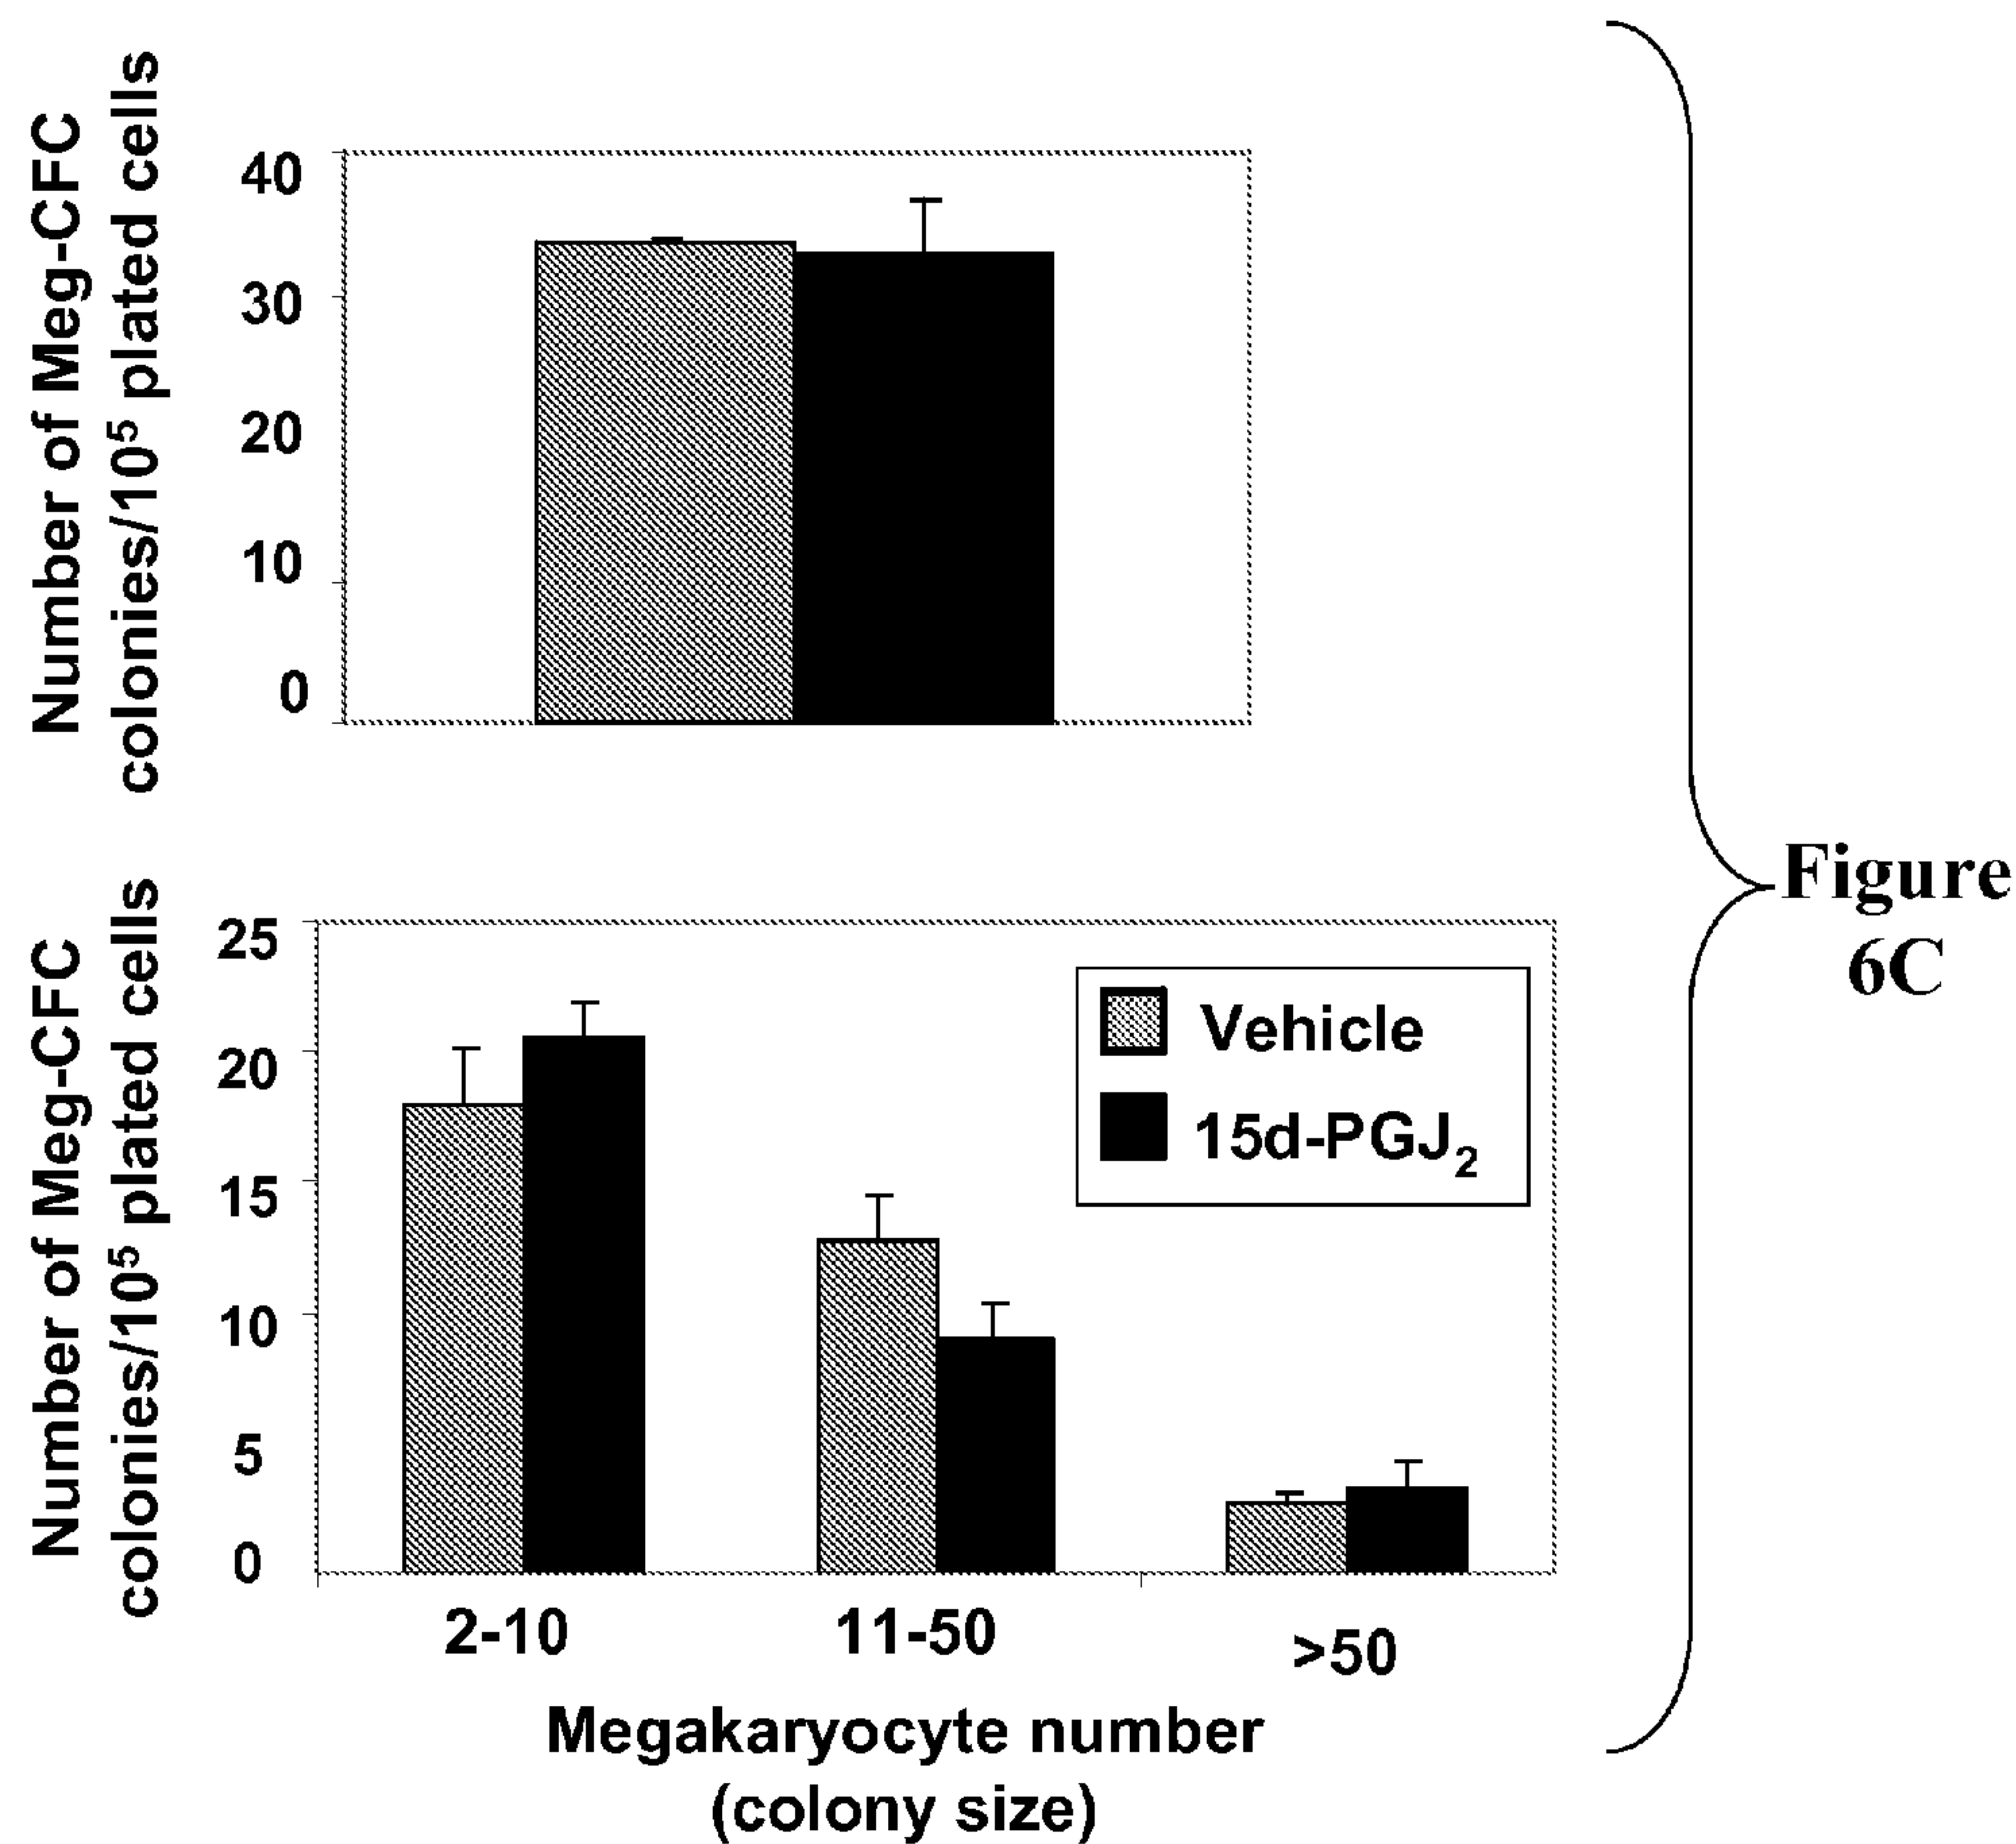 Number of Meg-CFC
colonies/10⁵ plated cells
40
30
20
10
0
Number of Meg-CFC
colonies/10⁵ plated cells
25
20
15
10
5
0
Vehicle
15d-PGJ₂
2-10
11-50
>50
Megakaryocyte number
(colony size)
Figure
6C